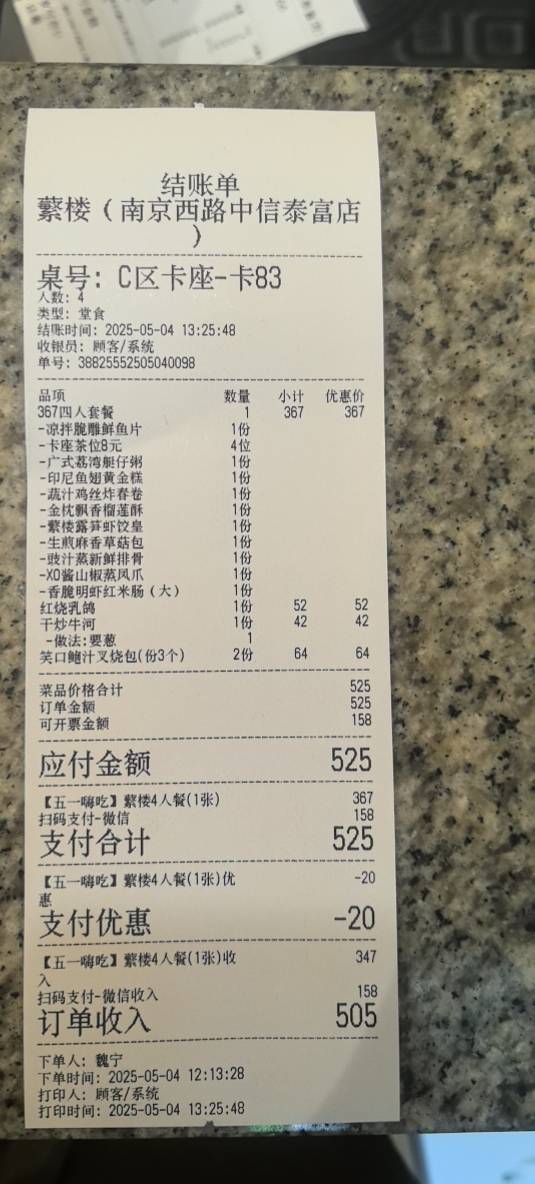 结账单
蘩楼（南京西路中信泰富店
）
桌号: C区卡座-卡83
人数: 4
类型: 堂食
结账时间: 2025-05-04 13:25:48
收银员: 顾客/系统
单号: 38825552505040098
品项 数量 小计 优惠价
367四人套餐 1 367 367
-凉拌脆雕鲜鱼片 1份
-卡座茶位8元 4位
-广式荔湾艇仔粥 1份
-印尼鱼翅黄金糕 1份
-蔬汁鸡丝炸春卷 1份
-金枕飘香榴莲酥 1份
-蘩楼露笋虾饺皇 1份
-生煎麻香草菇包 1份
-豉汁蒸新鲜排骨 1份
-XO酱山椒蒸凤爪 1份
-香脆明虾红米肠（大） 1份
红烧乳鸽 1份 52 52
干炒牛河 1份 42 42
-做法:要葱 1
笑口鲍汁叉烧包(份3个) 2份 64 64
菜品价格合计 525
订单金额 525
可开票金额 158
应付金额 525
【五一嗨吃】蘩楼4人餐(1张) 367
扫码支付-微信 158
支付合计 525
【五一嗨吃】蘩楼4人餐(1张)优 -20
惠
支付优惠 -20
【五一嗨吃】蘩楼4人餐(1张)收 347
入
扫码支付-微信收入 158
订单收入 505
下单人: 魏宁
下单时间: 2025-05-04 12:13:28
打印人: 顾客/系统
打印时间: 2025-05-04 13:25:48